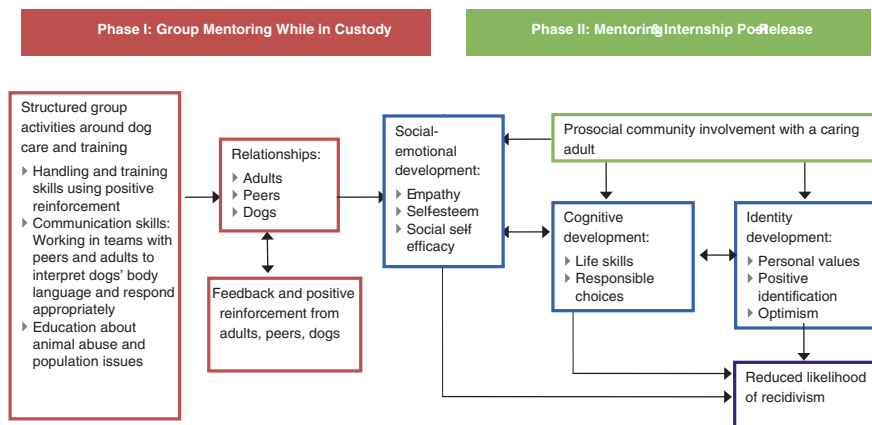 Phase I: Group Mentoring While in Custody
Phase II: Mentoring & Internship Post-Release
Structured group
activities around dog
care and training
Handling and training
skills using positive
reinforcement
Communication skills:
Working in teams with
peers and adults to
interpret dogs' body
language and respond
appropriately
Education about
animal abuse and
population issues
Relationships:
Adults
Peers
Dogs
Feedback and positive
reinforcement from
adults, peers, dogs
Social-
emotional
development:
Empathy
Self-esteem
Social self
efficacy
Prosocial community involvement with a caring
adult
Cognitive
development:
Life skills
Responsible
choices
Identity
development:
Personal values
Positive
identification
Optimism
Reduced likelihood
of recidivism